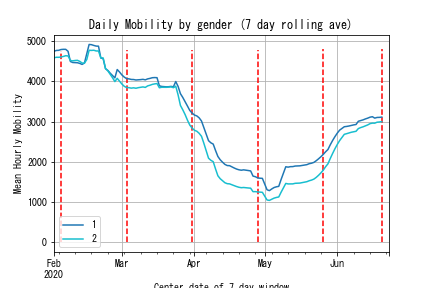 Daily Mobility by gender (7 day rolling ave)
Mean Hourly Mobility
5000
4000
3000
2000
1000
0
1
2
Feb
2020
Mar
Apr
May
Jun
Center date of 7 day window